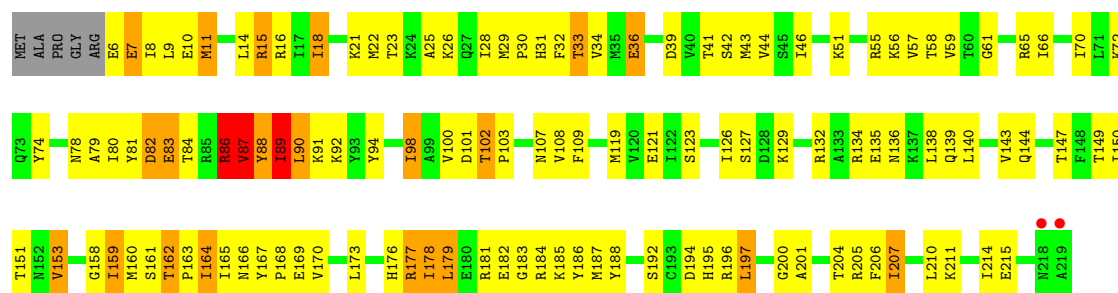 MET ALA PRO GLY ARG E6 E7 I8 L9 E10 M11 L14 R15 R16 I17 I18 K21 M22 T23 K24 A25 K26 Q27 I28 M29 P30 H31 F32 T33 V34 M35 E36 D39 V40 T41 S42 M43 V44 S45 I46 K51 R55 K56 V57 T58 V59 T60 G61 R65 I66 I70 L71 K72
Q73 Y74 N78 A79 I80 Y81 D82 E83 T84 R85 R86 V87 Y88 I89 L90 K91 K92 Y93 Y94 I98 A99 V100 D101 T102 P103 N107 V108 F109 M119 V120 E121 I122 S123 I126 S127 D128 K129 R132 A133 R134 E135 N136 K137 L138 Q139 L140 V143 Q144 T147 F148 T149 I150
T151 N152 V153 G158 I159 M160 S161 T162 P163 I164 I165 N166 Y167 P168 E169 V170 L173 H176 R177 I178 L179 E180 R181 E182 G183 R184 K185 Y186 M187 Y188 S192 C193 D194 H195 R196 L197 G200 A201 T204 R205 F206 I207 L210 K211 I214 E215 N218 A219